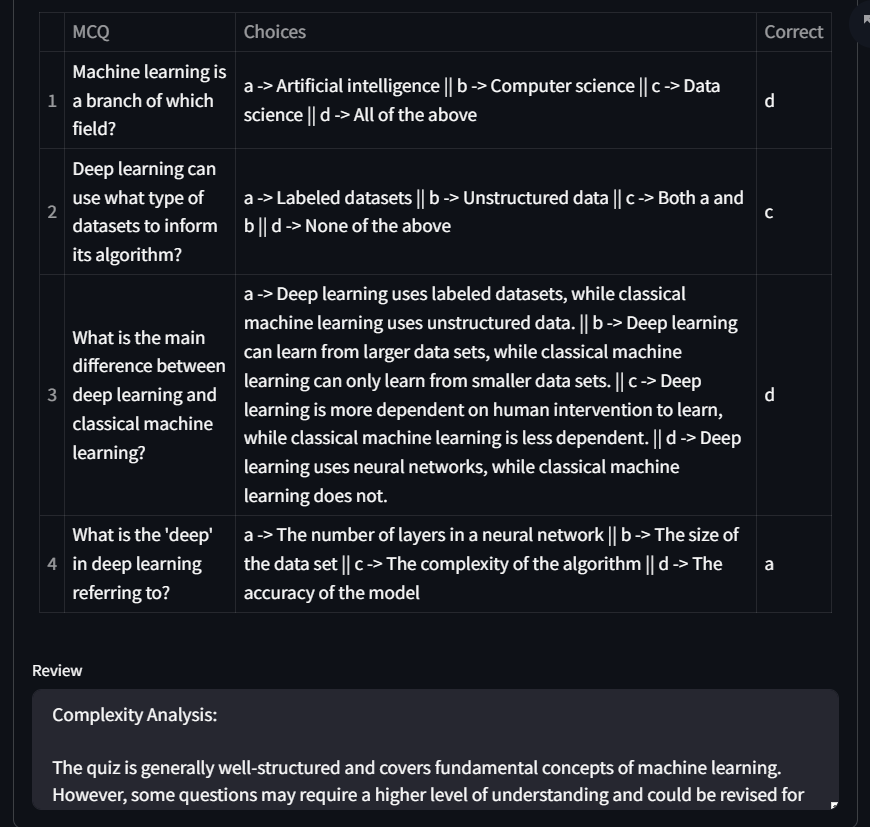 MCQ Choices Correct
1
Machine learning is
a branch of which
field?
a -> Artificial intelligence || b -> Computer science || c -> Data
science || d -> All of the above
d
2
Deep learning can
use what type of
datasets to inform
its algorithm?
a -> Labeled datasets || b -> Unstructured data || c -> Both a and
b || d -> None of the above
c
3
What is the main
difference between
deep learning and
classical machine
learning?
a -> Deep learning uses labeled datasets, while classical
machine learning uses unstructured data. || b -> Deep learning
can learn from larger data sets, while classical machine
learning can only learn from smaller data sets. || c -> Deep
learning is more dependent on human intervention to learn,
while classical machine learning is less dependent. || d -> Deep
learning uses neural networks, while classical machine
learning does not.
d
4
What is the 'deep'
in deep learning
referring to?
a -> The number of layers in a neural network || b -> The size of
the data set || c -> The complexity of the algorithm || d -> The
accuracy of the model
a
Review
Complexity Analysis:
The quiz is generally well-structured and covers fundamental concepts of machine learning.
However, some questions may require a higher level of understanding and could be revised for